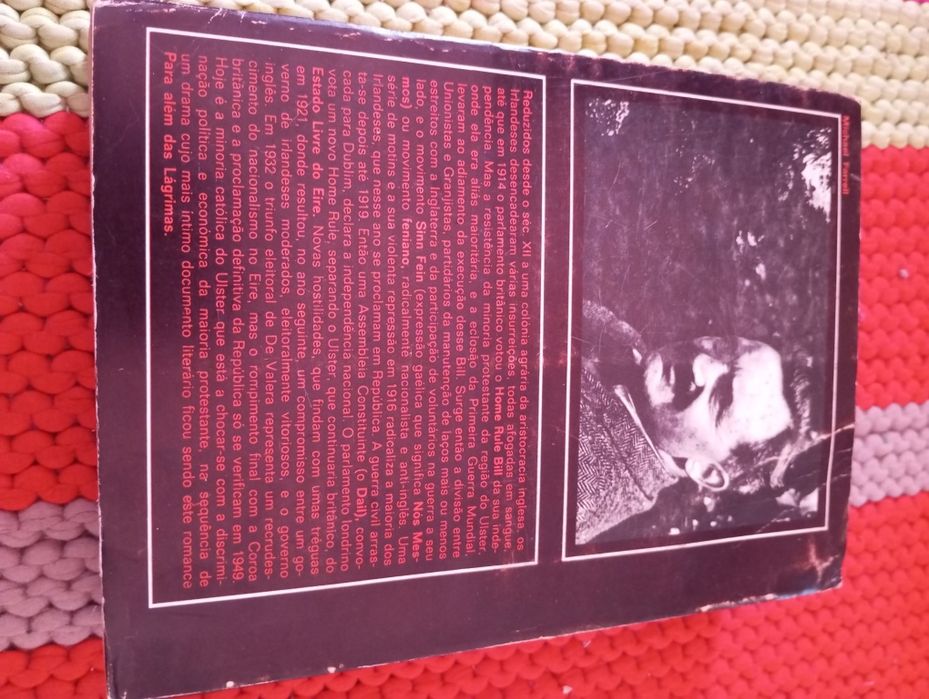 Michael Farrell
Reduzidos desde o séc. XII a uma colónia agrária da aristocracia inglesa, os
Irlandeses desencadearam várias insurreições, todas afogadas em sangue,
até que em 1914 o parlamento britânico votou o Home Rule Bill da sua inde-
pendência. Mas a resistência da minoria protestante da região do Ulster,
onde ela era aliás maioritária, e a eclosão da Primeira Guerra Mundial,
levaram ao adiamento da execução desse Bill. Surge então a divisão entre
Unionistas e Granjistas, partidários da manutenção de laços mais ou menos
estreitos com a Inglaterra e da participação de voluntários na guerra a seu
lado, e o movimento Sinn Fein (expressão gaélica que significa Nós Mes-
mos) ou movimento feniano, radicalmente nacionalista e anti-inglês. Uma
série de motins e a sua violenta repressão em 1916 radicaliza a maioria dos
Irlandeses, que nesse ano se proclamam em República. A guerra civil arras-
ta-se depois até 1919. Então uma Assembleia Constituinte (o Dail), convo-
cada para Dublim, declara a independência nacional. O parlamento londrino
vota um novo Home Rule, separando o Ulster, que continuaria britânico, do
Estado Livre do Eire. Novas hostilidades, que findam com umas tréguas
em 1921, donde resultou, no ano seguinte, um compromisso entre um go-
verno de irlandeses moderados, eleitoralmente vitoriosos, e o governo
inglês. Em 1932 o triunfo eleitoral de De Valera representa um recrudes-
cimento do nacionalismo no Eire, mas o rompimento final com a Coroa
britânica e a proclamação definitiva da República só se verificam em 1949.
Hoje é a minoria católica do Ulster que está a chocar-se com a discrimi-
nação política e económica da maioria protestante, na sequência de
um drama cujo mais íntimo documento literário ficou sendo este romance
Para além das Lágrimas.